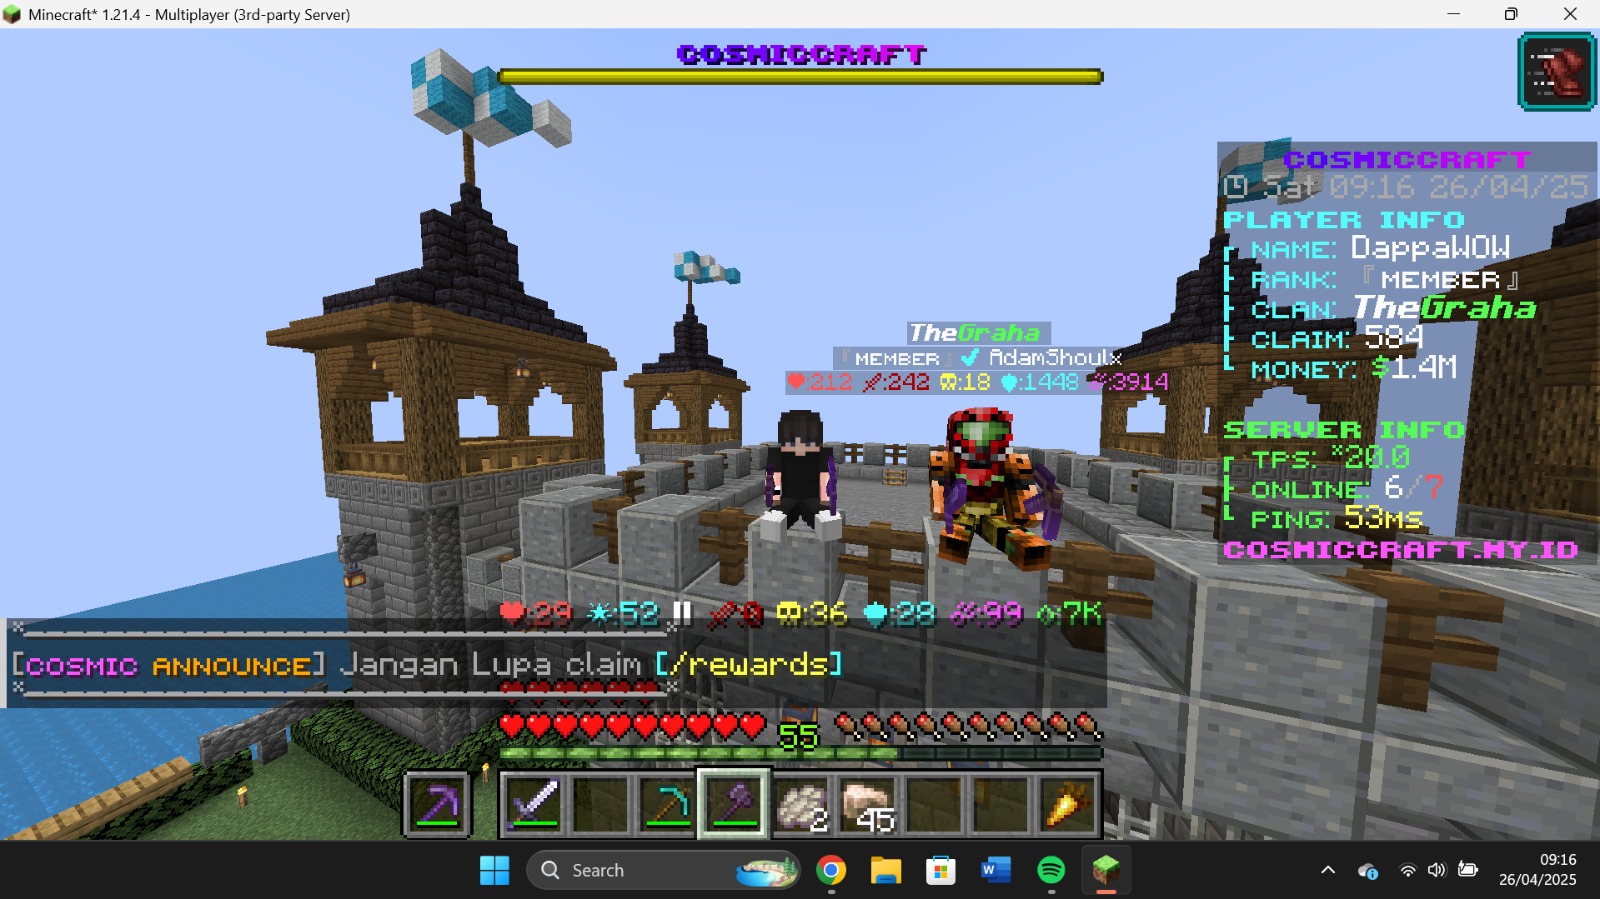 Minecraft* 1.21.4 - Multiplayer (3rd-party Server)
COSMICCRAFT
COSMICCRAFT
Sat 09:16 26/04/25
PLAYER INFO
NAME: DappaWOW
RANK: 『MEMBER』
CLAN: TheGraha
CLAIM: 584
MONEY: $1.4M
SERVER INFO
TPS: *20.0
ONLINE: 6/7
PING: 53MS
COSMICCRAFT.MY.ID
TheGraha
『MEMBER』 ✔ AdamShoulx
:212 :242 :18 :1448 :3914
:29 :52 :0 :36 :28 :99 :7K
[COSMIC ANNOUNCE] Jangan Lupa claim [/rewards]
55
2
45
Search
09:16
26/04/2025